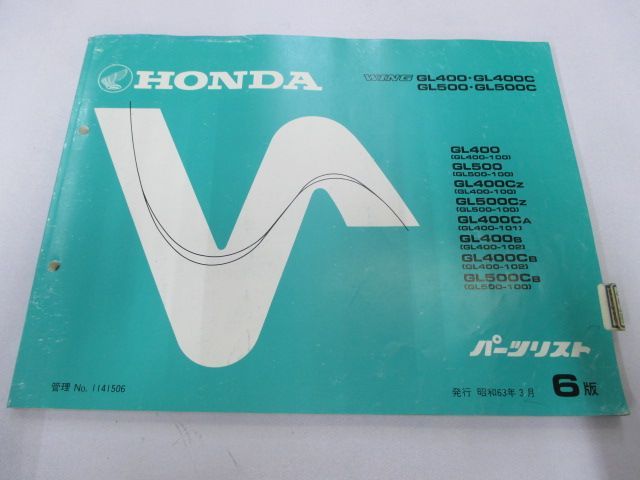 HONDA
WING GL400・GL400C
GL500・GL500C
GL400
(GL400-100)
GL500
(GL500-100)
GL400Cz
(GL400-100)
GL500Cz
(GL500-100)
GL400CA
(GL400-101)
GL400B
(GL400-102)
GL400CB
(GL400-102)
GL500CB
(GL500-100)
パーツリスト
管理 No. 1141506
発行 昭和63年3月 6版